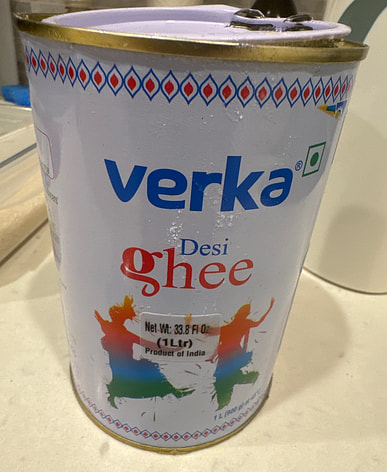 verka®
Desi
ghee
Net Wt: 33.8 Fl Oz.
(1Ltr)
Product of India